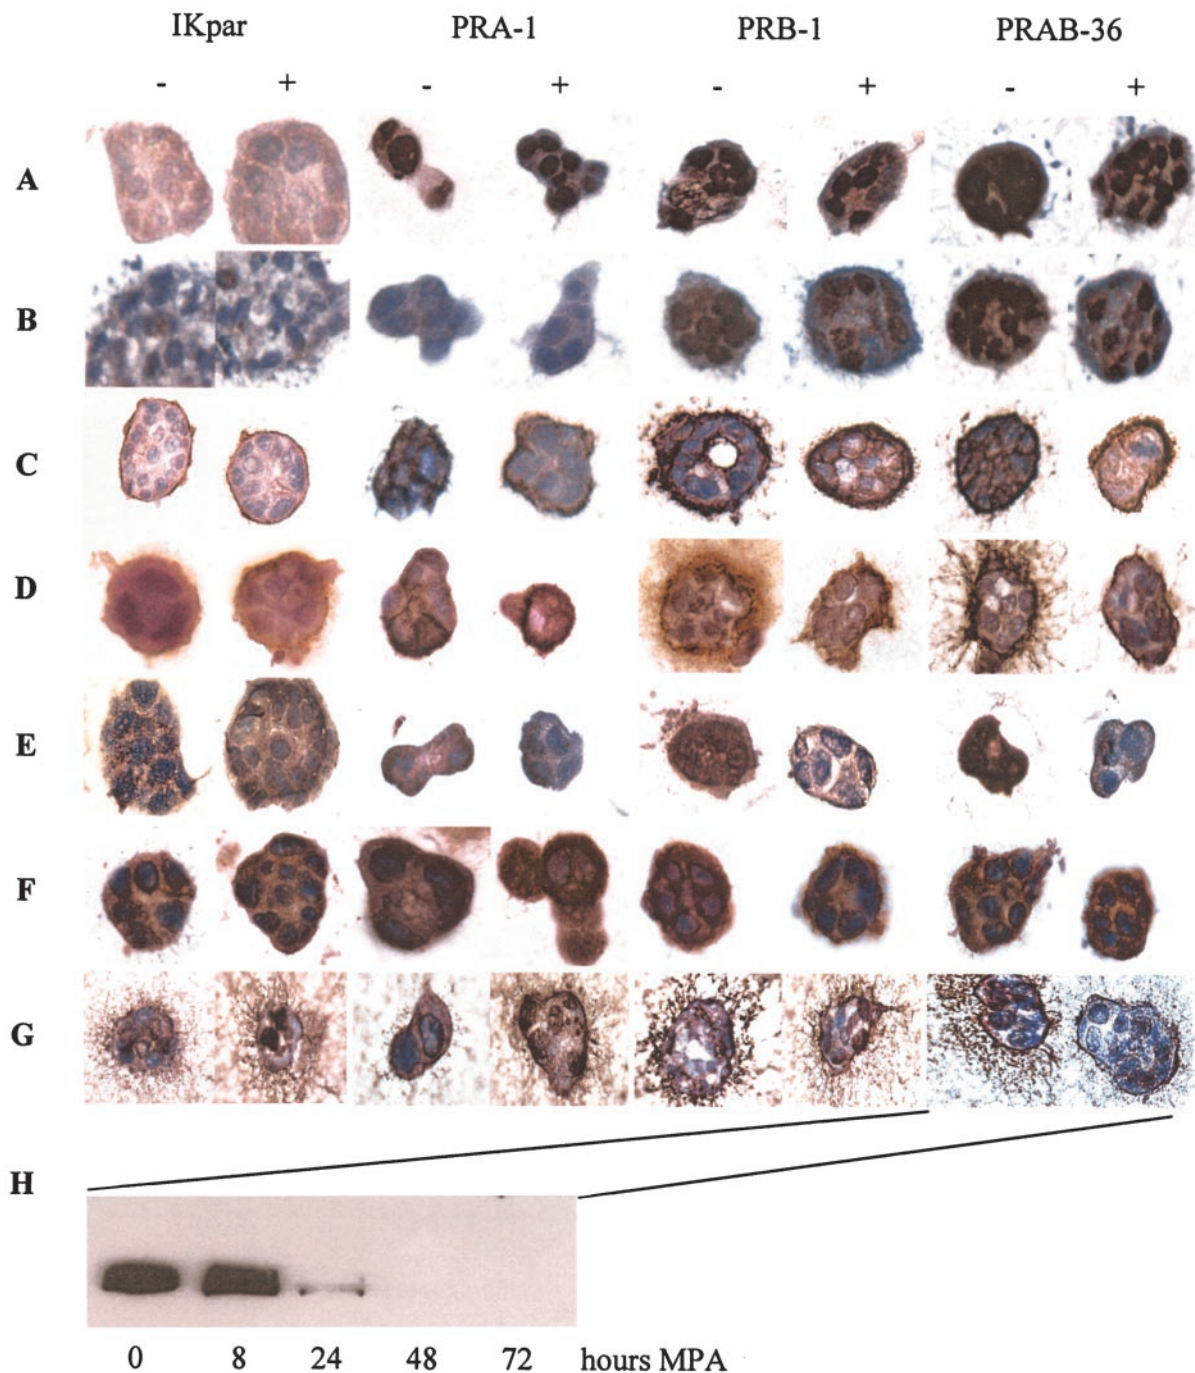 IKpar PRA-1 PRB-1 PRAB-36
- + - + - + - +
A
B
C
D
E
F
G
H
0 8 24 48 72 hours MPA